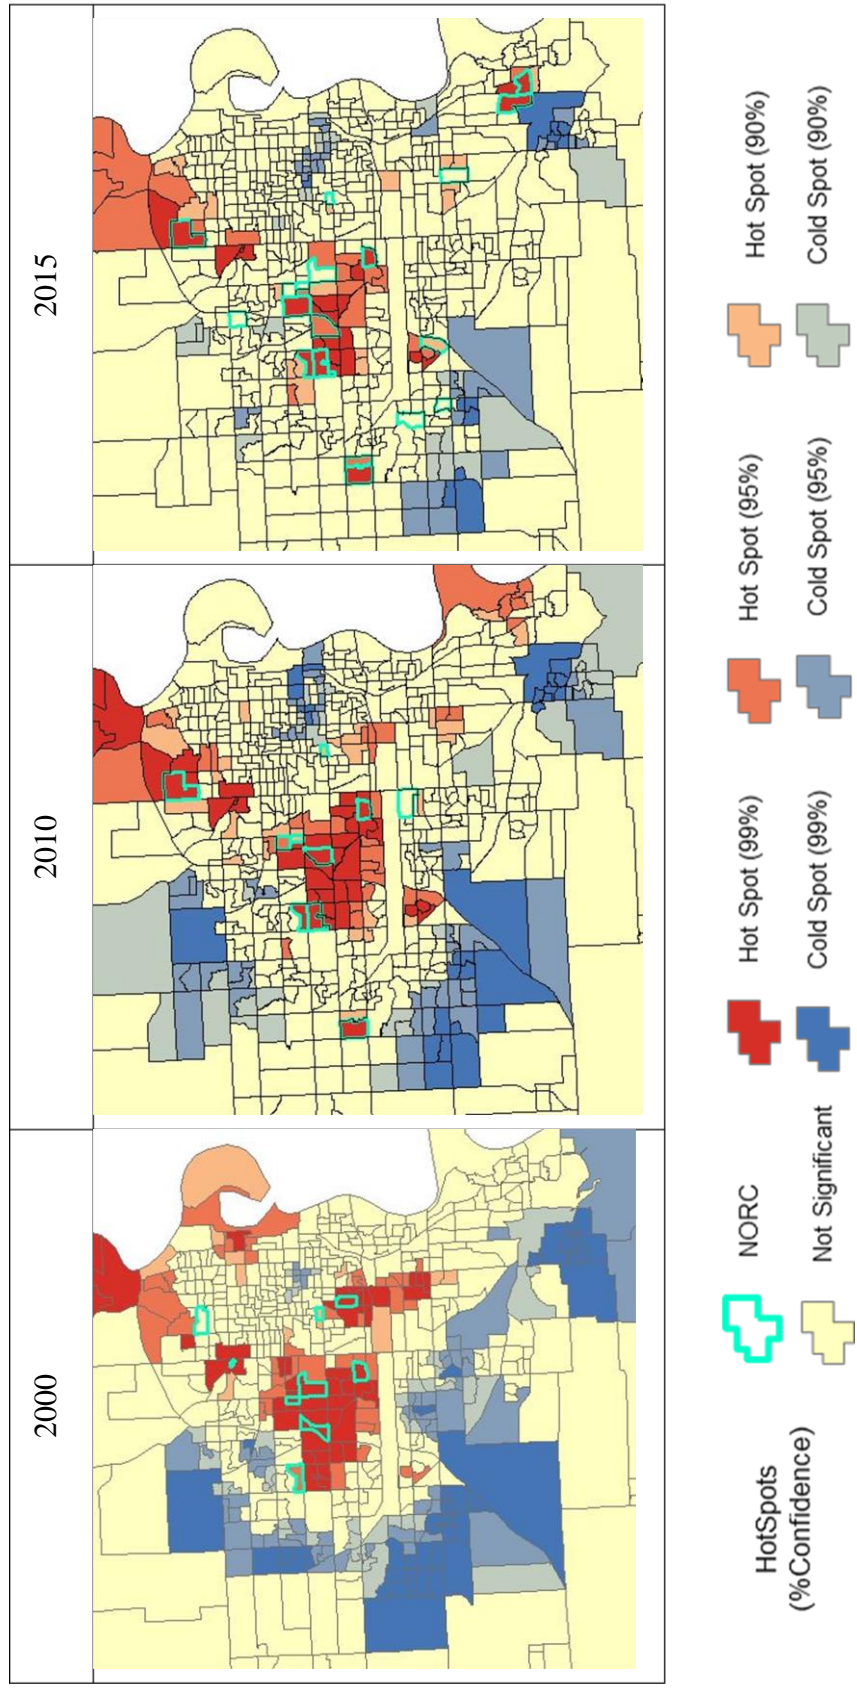 2000
2010
2015
HotSpots
(%Confidence)
NORC
Hot Spot (99%)
Hot Spot (95%)
Hot Spot (90%)
Not Significant
Cold Spot (99%)
Cold Spot (95%)
Cold Spot (90%)